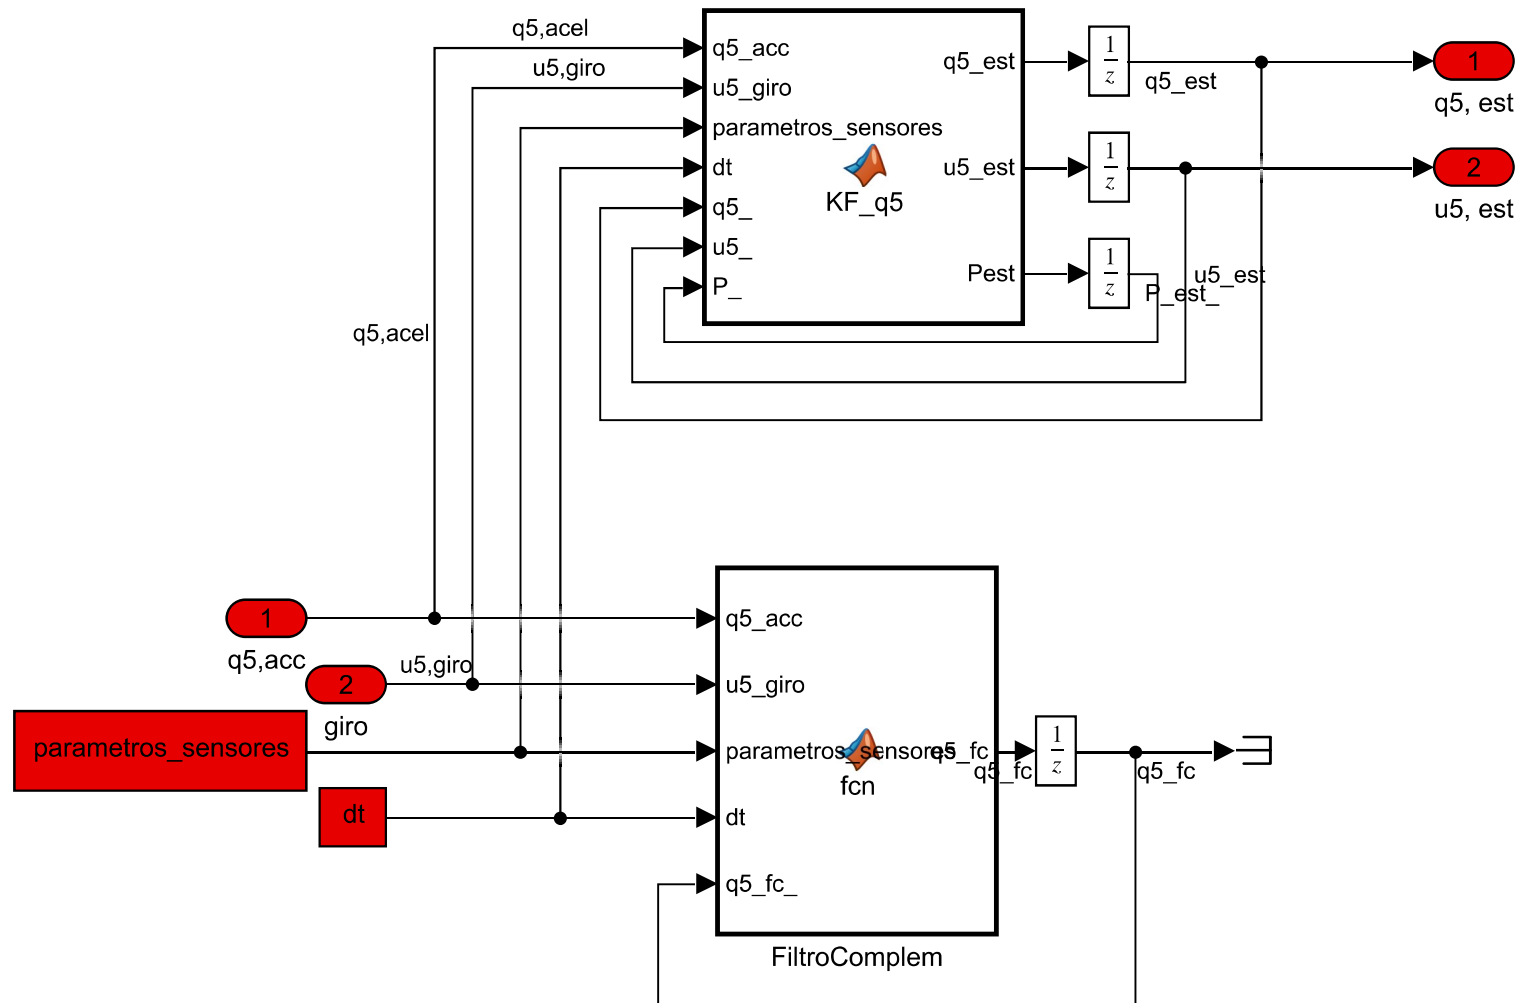 q5,acel
u5,giro
q5_acc
u5_giro
parametros_sensores
dt
q5_
u5_
P_
KF_q5
q5_est
u5_est
Pest
1
z
1
z
1
z
q5_est
u5_est
P_est_
1
q5, est
2
u5, est
q5,acel
1
q5,acc
2
giro
u5,giro
parametros_sensores
dt
q5_acc
u5_giro
parametros_sensores
dt
q5_fc_
fcn
q5_fc
q5_fc
1
z
q5_fc
FiltroComplem